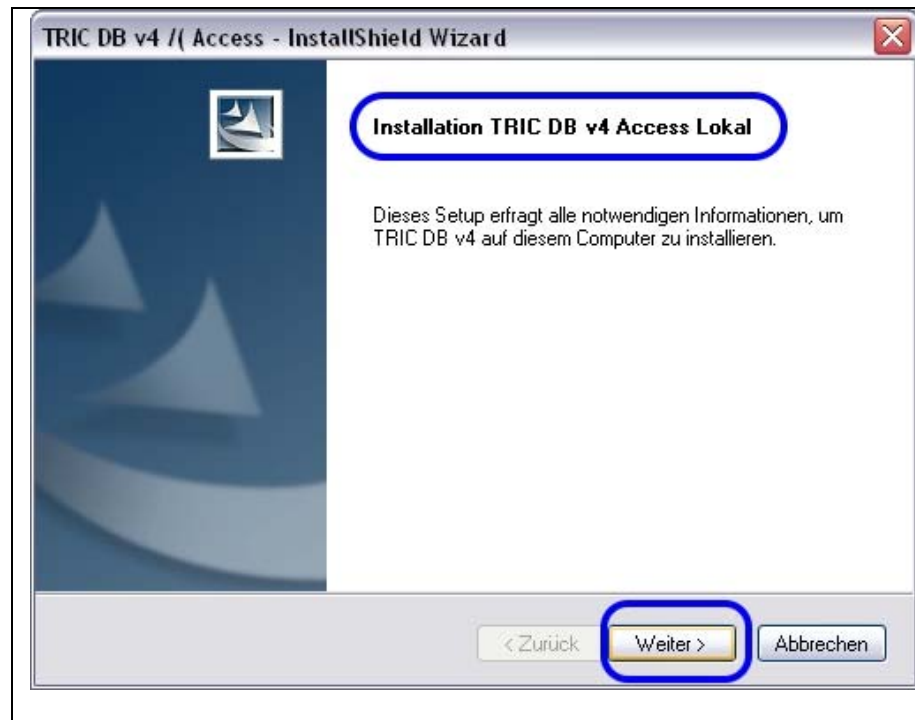 TRIC DB v4 /( Access - InstallShield Wizard
Installation TRIC DB v4 Access Lokal
Dieses Setup erfragt alle notwendigen Informationen, um
TRIC DB v4 auf diesem Computer zu installieren.
< Zurück
Weiter >
Abbrechen